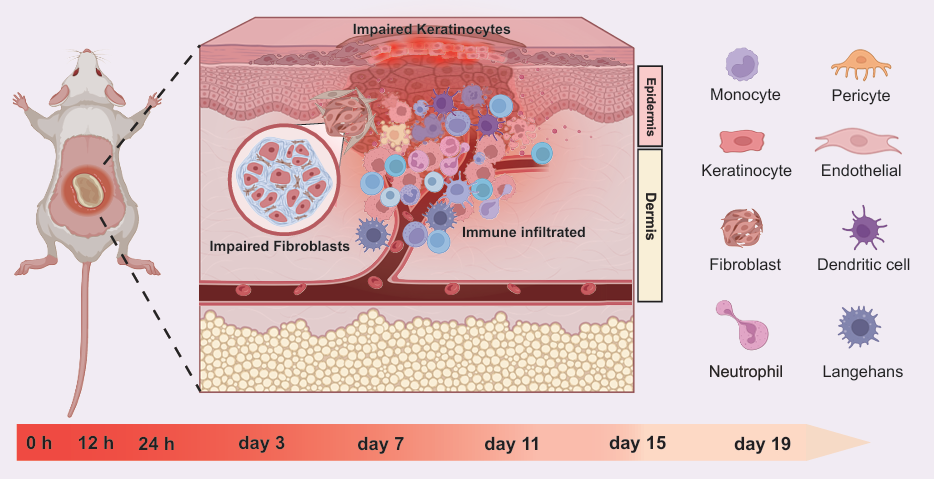 Impaired Keratinocytes
Epidermis
Dermis
Impaired Fibroblasts
Immune infiltrated
Monocyte
Pericyte
Keratinocyte
Endothelial
Fibroblast
Dendritic cell
Neutrophil
Langehans
0 h 12 h 24 h day 3 day 7 day 11 day 15 day 19